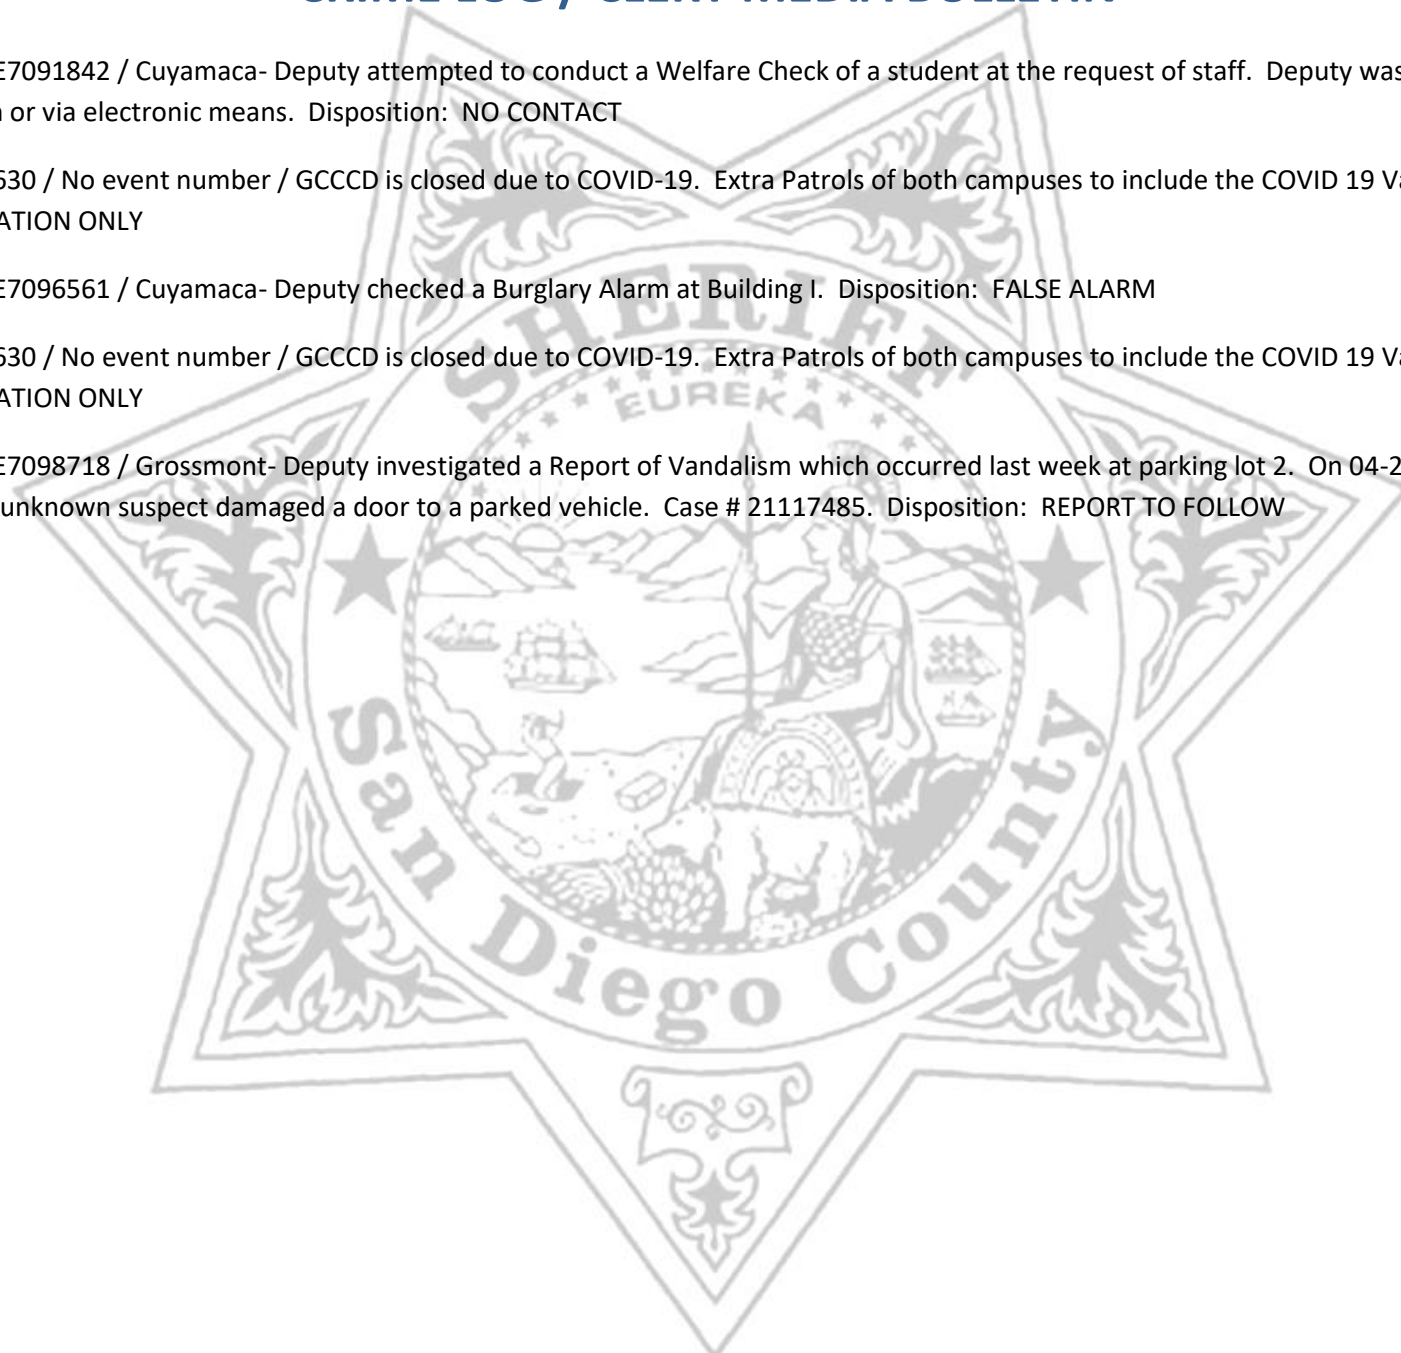 CRIME LOG / CLERY MEDIA BULLETIN
E7091842 / Cuyamaca- Deputy attempted to conduct a Welfare Check of a student at the request of staff.  Deputy was
or via electronic means.  Disposition:  NO CONTACT
630 / No event number / GCCCD is closed due to COVID-19.  Extra Patrols of both campuses to include the COVID 19 Va
ATION ONLY
E7096561 / Cuyamaca- Deputy checked a Burglary Alarm at Building I.  Disposition:  FALSE ALARM
630 / No event number / GCCCD is closed due to COVID-19.  Extra Patrols of both campuses to include the COVID 19 Va
ATION ONLY
E7098718 / Grossmont- Deputy investigated a Report of Vandalism which occurred last week at parking lot 2.  On 04-2
unknown suspect damaged a door to a parked vehicle.  Case # 21117485.  Disposition:  REPORT TO FOLLOW
SHERIFF
EUREKA
San Diego County